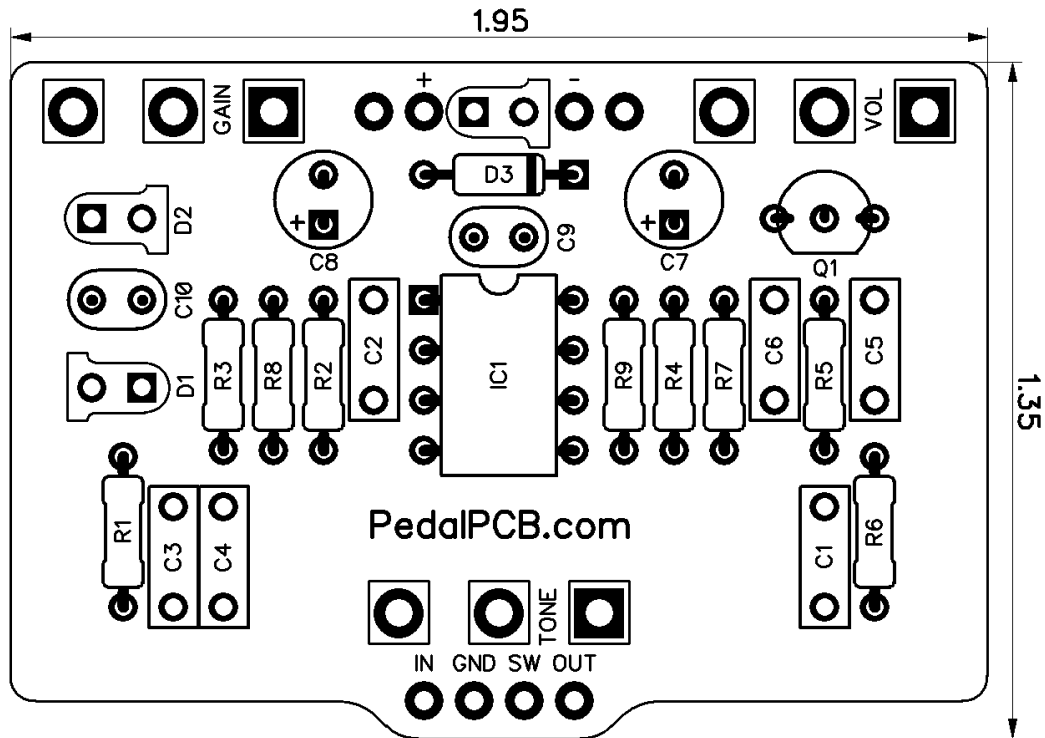 1.95
+ -
GAIN
VOL
D3
D2
+
C8
C9
+
C7
Q1
C10
R3
R8
R2
C2
IC1
R9
R4
R7
C6
R5
C5
D1
1.35
R1
C3
C4
PedalPCB.com
C1
R6
TONE
IN GND SW OUT